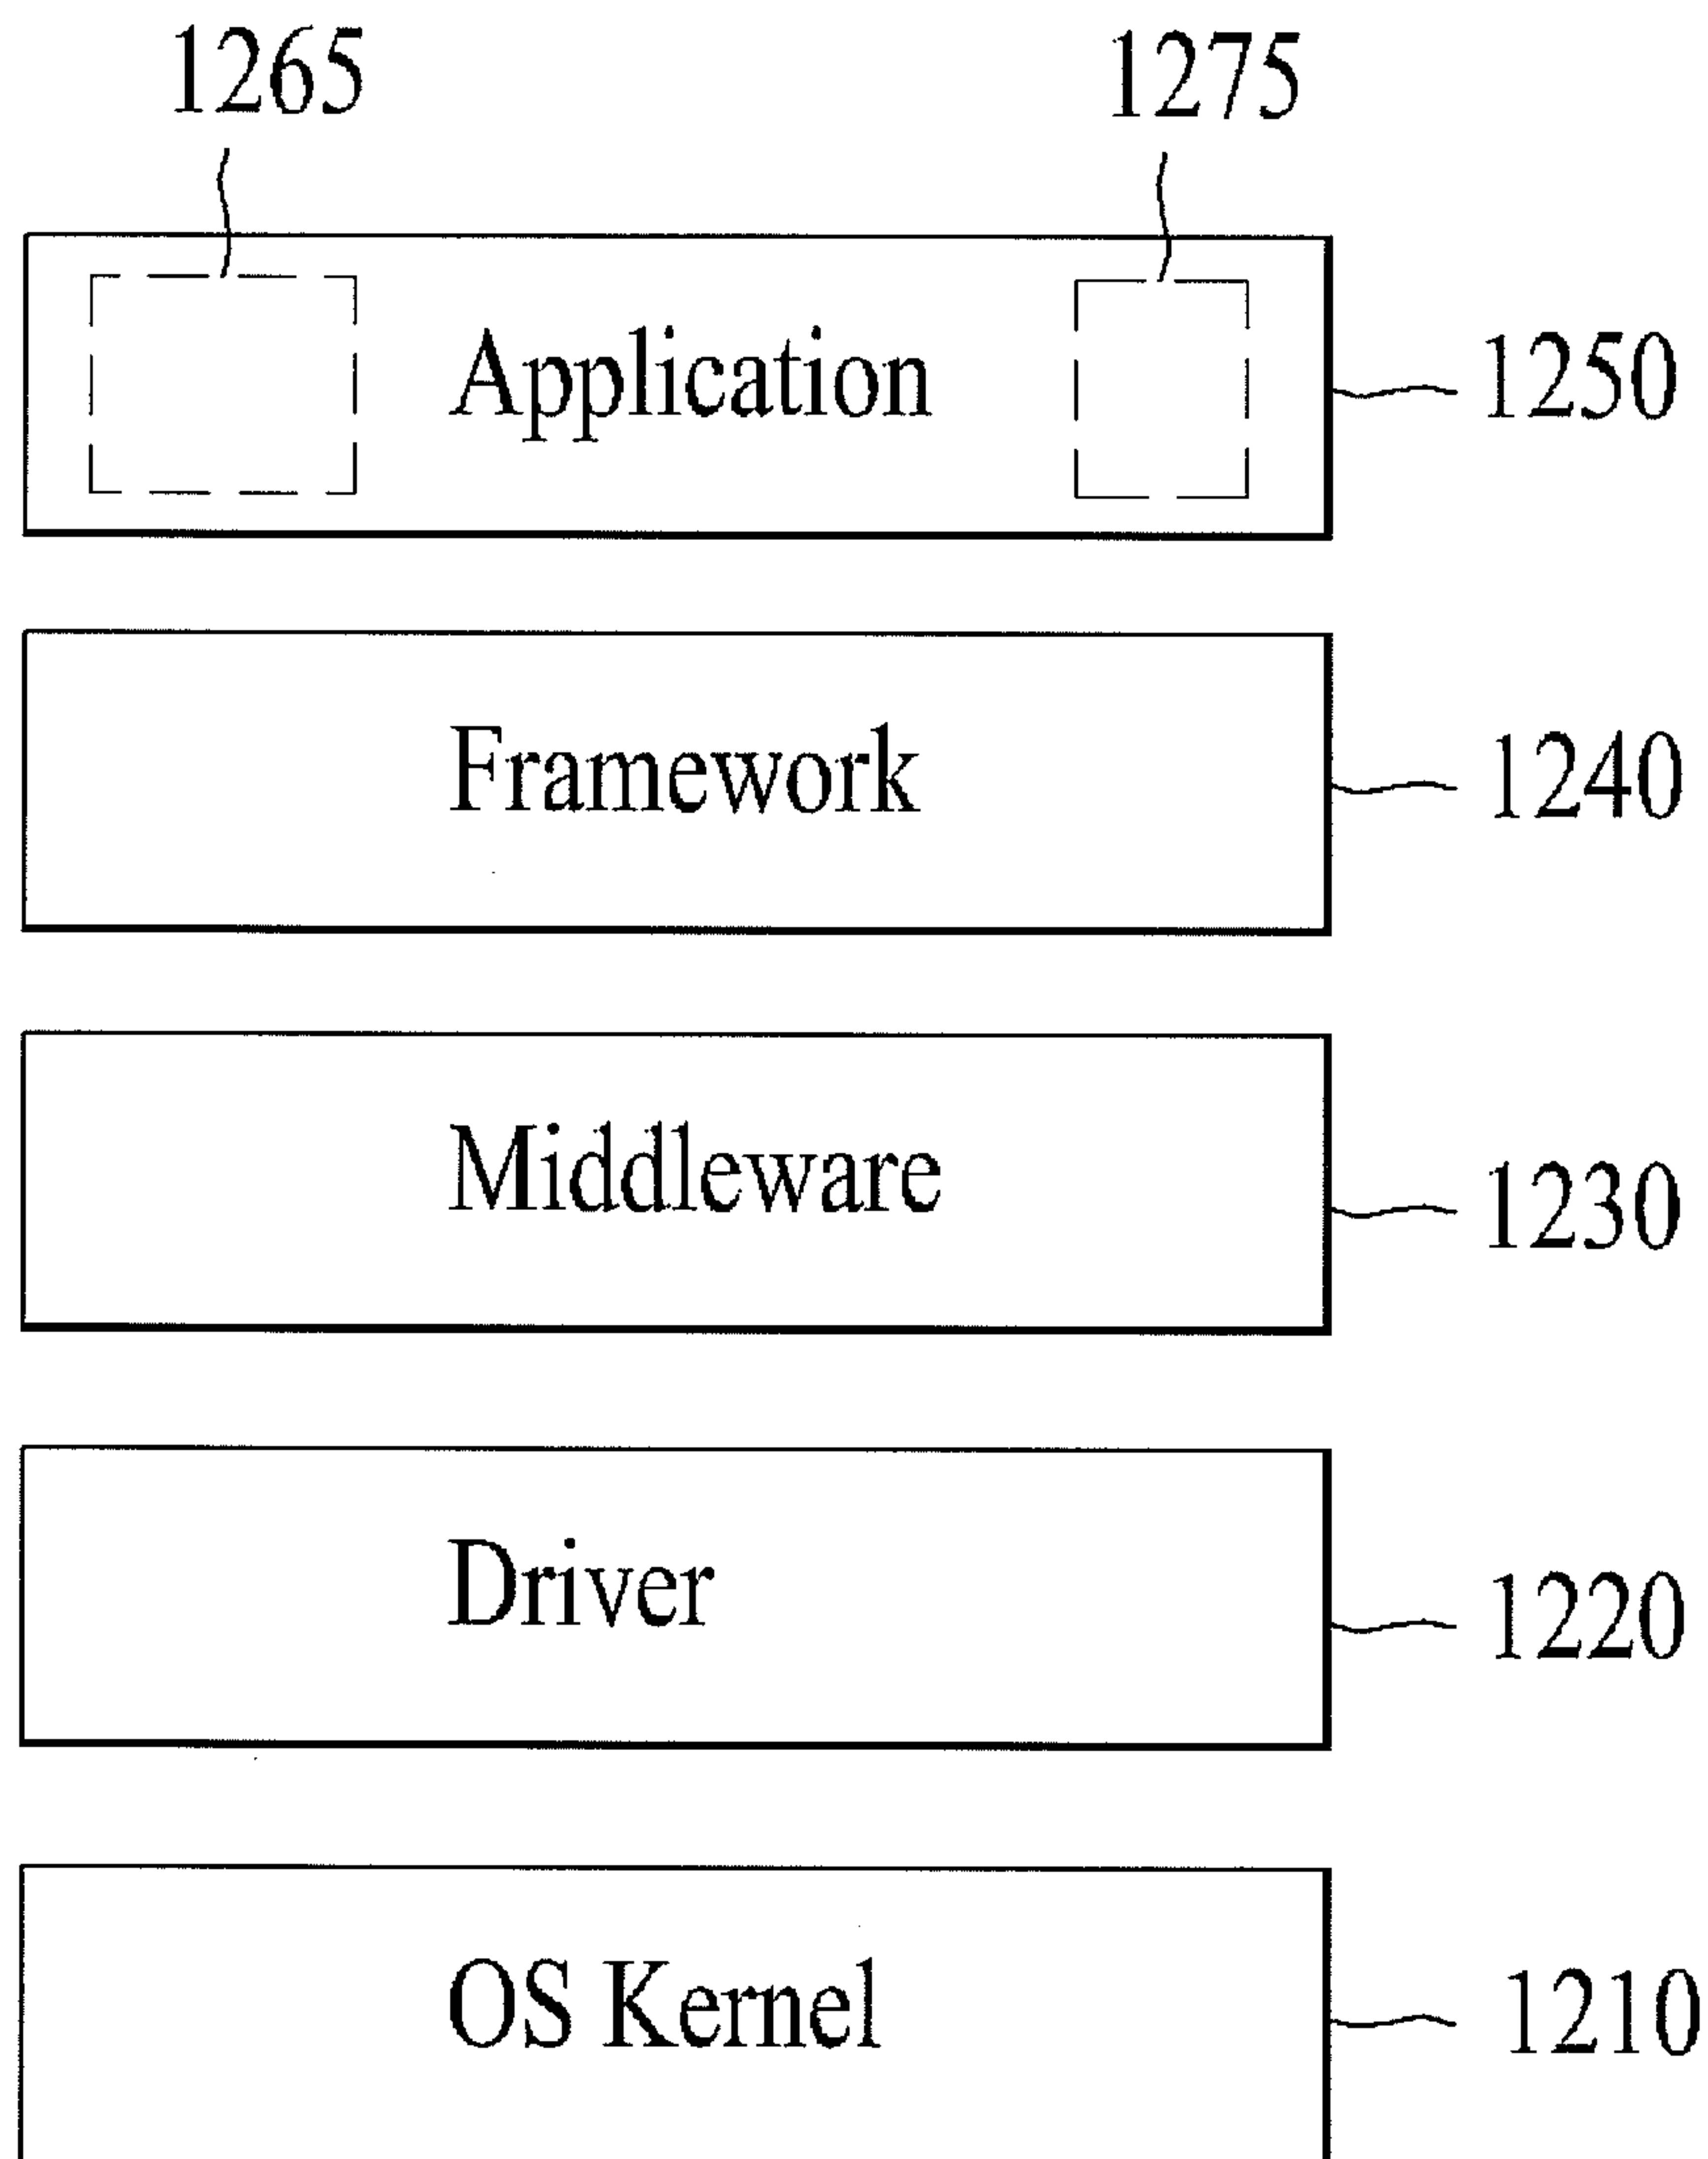 1265 1275
Application 1250
Framework 1240
Middleware 1230
Driver 1220
OS Kernel 1210